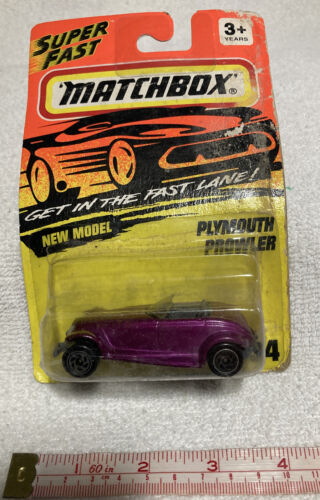 SUPER
FAST
3+
YEARS
MATCHBOX®
GET IN THE FAST LANE!
NEW MODEL
PLYMOUTH
PROWLER
4
1 60 in 2 3 4